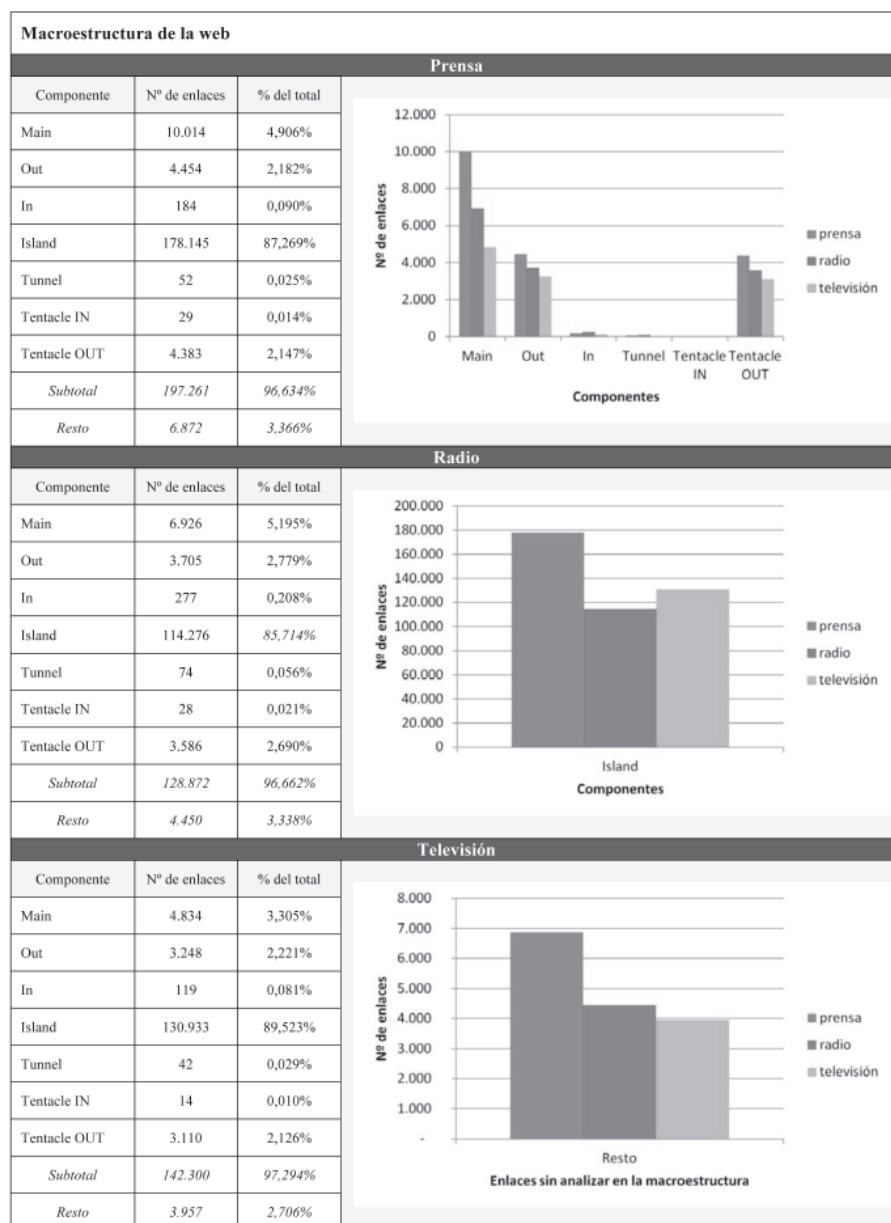 Macroestructura de la web
Prensa
Componente Nº de enlaces % del total
Main 10.014 4,906%
Out 4.454 2,182%
In 184 0,090%
Island 178.145 87,269%
Tunnel 52 0,025%
Tentacle IN 29 0,014%
Tentacle OUT 4.383 2,147%
Subtotal 197.261 96,634%
Resto 6.872 3,366%
12.000
10.000
8.000
6.000
4.000
2.000
0
Nº de enlaces
Main Out In Tunnel Tentacle IN Tentacle OUT
Componentes
prensa
radio
televisión
Radio
Componente Nº de enlaces % del total
Main 6.926 5,195%
Out 3.705 2,779%
In 277 0,208%
Island 114.276 85,714%
Tunnel 74 0,056%
Tentacle IN 28 0,021%
Tentacle OUT 3.586 2,690%
Subtotal 128.872 96,662%
Resto 4.450 3,338%
200.000
180.000
160.000
140.000
120.000
100.000
80.000
60.000
40.000
20.000
0
Nº de enlaces
Island
Componentes
prensa
radio
televisión
Televisión
Componente Nº de enlaces % del total
Main 4.834 3,305%
Out 3.248 2,221%
In 119 0,081%
Island 130.933 89,523%
Tunnel 42 0,029%
Tentacle IN 14 0,010%
Tentacle OUT 3.110 2,126%
Subtotal 142.300 97,294%
Resto 3.957 2,706%
8.000
7.000
6.000
5.000
4.000
3.000
2.000
1.000
-
Nº de enlaces
Resto
Enlaces sin analizar en la macroestructura
prensa
radio
televisión